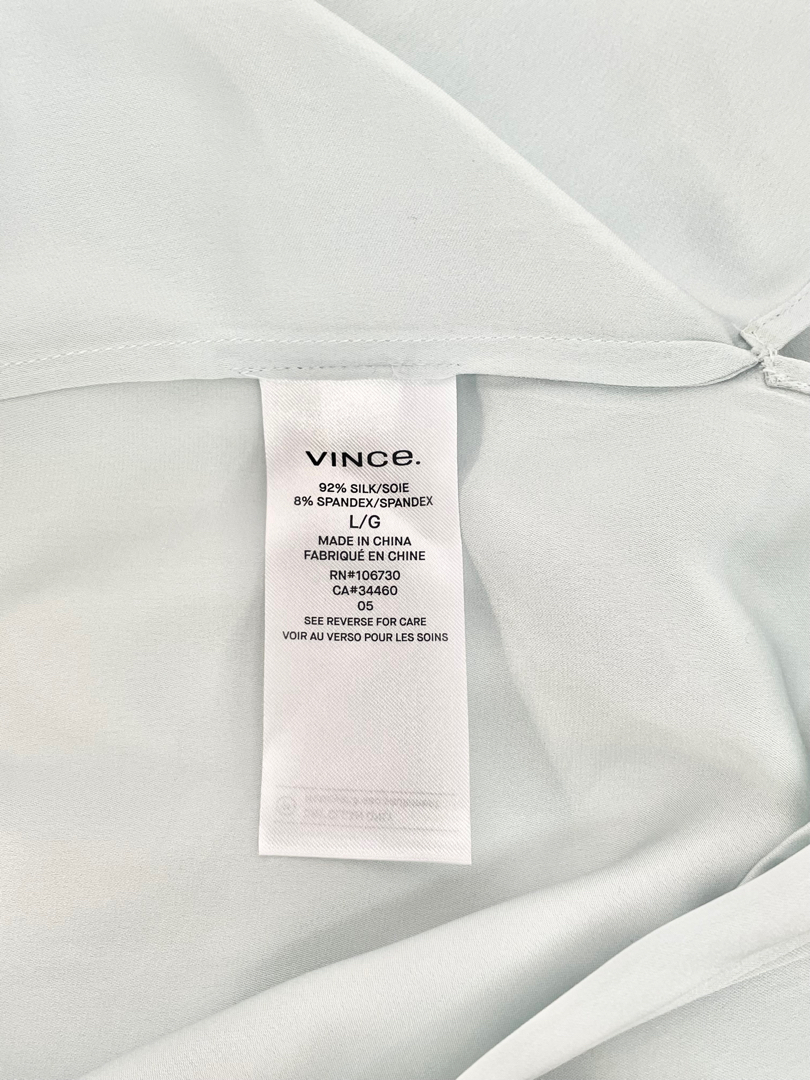 VINCe.
92% SILK/SOIE
8% SPANDEX/SPANDEX
L/G
MADE IN CHINA
FABRIQUÉ EN CHINE
RN#106730
CA#34460
05
SEE REVERSE FOR CARE
VOIR AU VERSO POUR LES SOINS